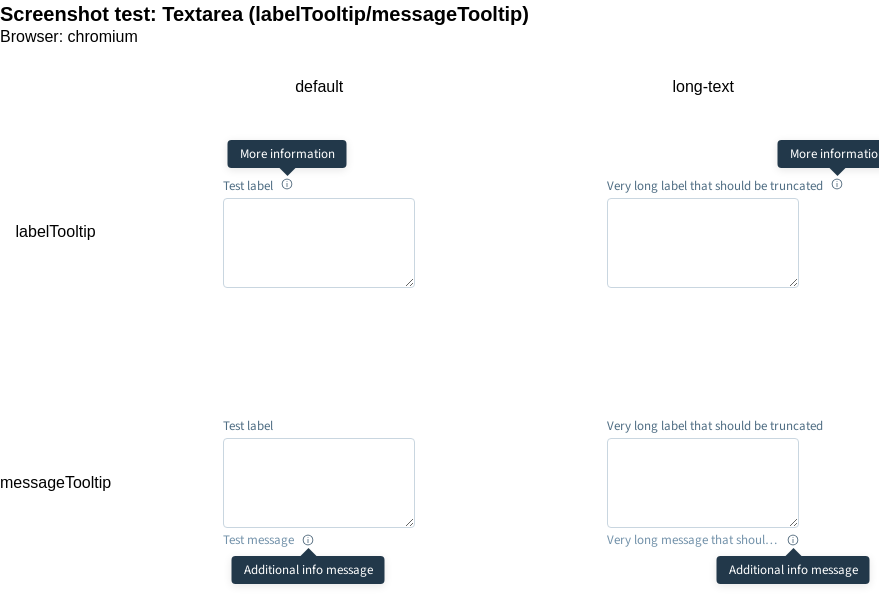 Screenshot test: Textarea (labelTooltip/messageTooltip)
Browser: chromium
default long-text
More information More informatio
Test label Very long label that should be truncated
labelTooltip
Test label Very long label that should be truncated
messageTooltip
Test message Very long message that shoul…
Additional info message Additional info message